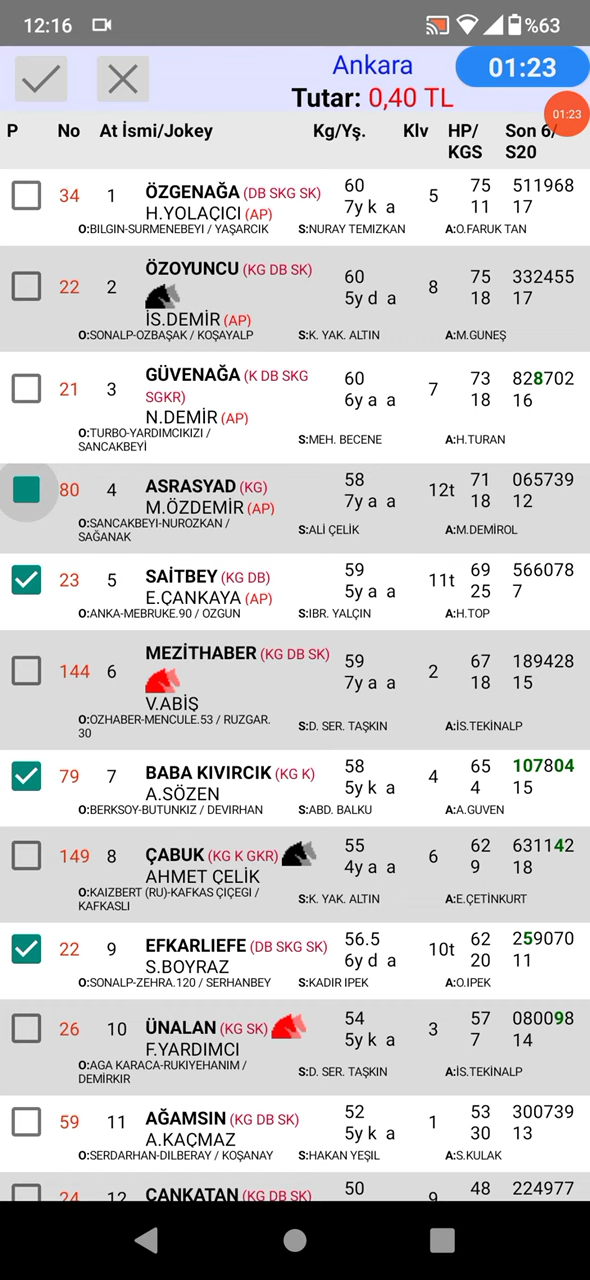 12:16 %63
Ankara 01:23
Tutar: 0,40 TL 01:23
P No At İsmi/Jokey Kg/Yş. Klv HP/ Son 6/
KGS S20
34 1 ÖZGENAĞA (DB SKG SK) 60 5 75 511968
H.YOLAÇICI (AP) 7y k a 11 17
O:BILGIN-SURMENEBEYI / YAŞARCIK S:NURAY TEMIZKAN A:O.FARUK TAN
22 2 ÖZOYUNCU (KG DB SK) 60 8 75 332455
5y d a 18 17
İS.DEMİR (AP)
O:SONALP-OZBAŞAK / KOŞAYALP S:K. YAK. ALTIN A:M.GUNEŞ
21 3 GÜVENAĞA (K DB SKG 60 7 73 828702
SGKR) 6y a a 18 16
N.DEMİR (AP)
O:TURBO-YARDIMCIKIZI / S:MEH. BECENE A:H.TURAN
SANCAKBEYİ
80 4 ASRASYAD (KG) 58 12t 71 065739
M.ÖZDEMİR (AP) 7y a a 18 12
O:SANCAKBEYI-NUROZKAN / S:ALİ ÇELİK A:M.DEMİROL
SAĞANAK
23 5 SAİTBEY (KG DB) 59 11t 69 566078
E.ÇANKAYA (AP) 5y a a 25 7
O:ANKA-MEBRUKE.90 / OZGUN S:IBR. YALÇIN A:H.TOP
144 6 MEZİTHABER (KG DB SK) 59 2 67 189428
7y a a 18 15
V.ABİŞ
O:OZHABER-MENCULE.53 / RUZGAR. S:D. SER. TAŞKIN A:İS.TEKİNALP
30
79 7 BABA KIVIRCIK (KG K) 58 4 65 107804
A.SÖZEN 5y k a 4 15
O:BERKSOY-BUTUNKIZ / DEVIRHAN S:ABD. BALKU A:A.GUVEN
149 8 ÇABUK (KG K GKR) 55 6 62 631142
AHMET ÇELİK 4y a a 9 18
O:KAIZBERT (RU)-KAFKAS ÇIÇEGI / S:K. YAK. ALTIN A:E.ÇETİNKURT
KAFKASLI
22 9 EFKARLIEFE (DB SKG SK) 56.5 10t 62 259070
S.BOYRAZ 6y d a 20 11
O:SONALP-ZEHRA.120 / SERHANBEY S:KADIR IPEK A:O.IPEK
26 10 ÜNALAN (KG SK) 54 3 57 080098
F.YARDIMCI 5y k a 7 14
O:AGA KARACA-RUKIYEHANIM / S:D. SER. TAŞKIN A:İS.TEKİNALP
DEMİRKIR
59 11 AĞAMSIN (KG DB SK) 52 1 53 300739
A.KAÇMAZ 5y k a 30 13
O:SERDARHAN-DILBERAY / KOŞANAY S:HAKAN YEŞIL A:S.KULAK
24 12 CANKATAN (KG DB SK) 50 9 48 224977